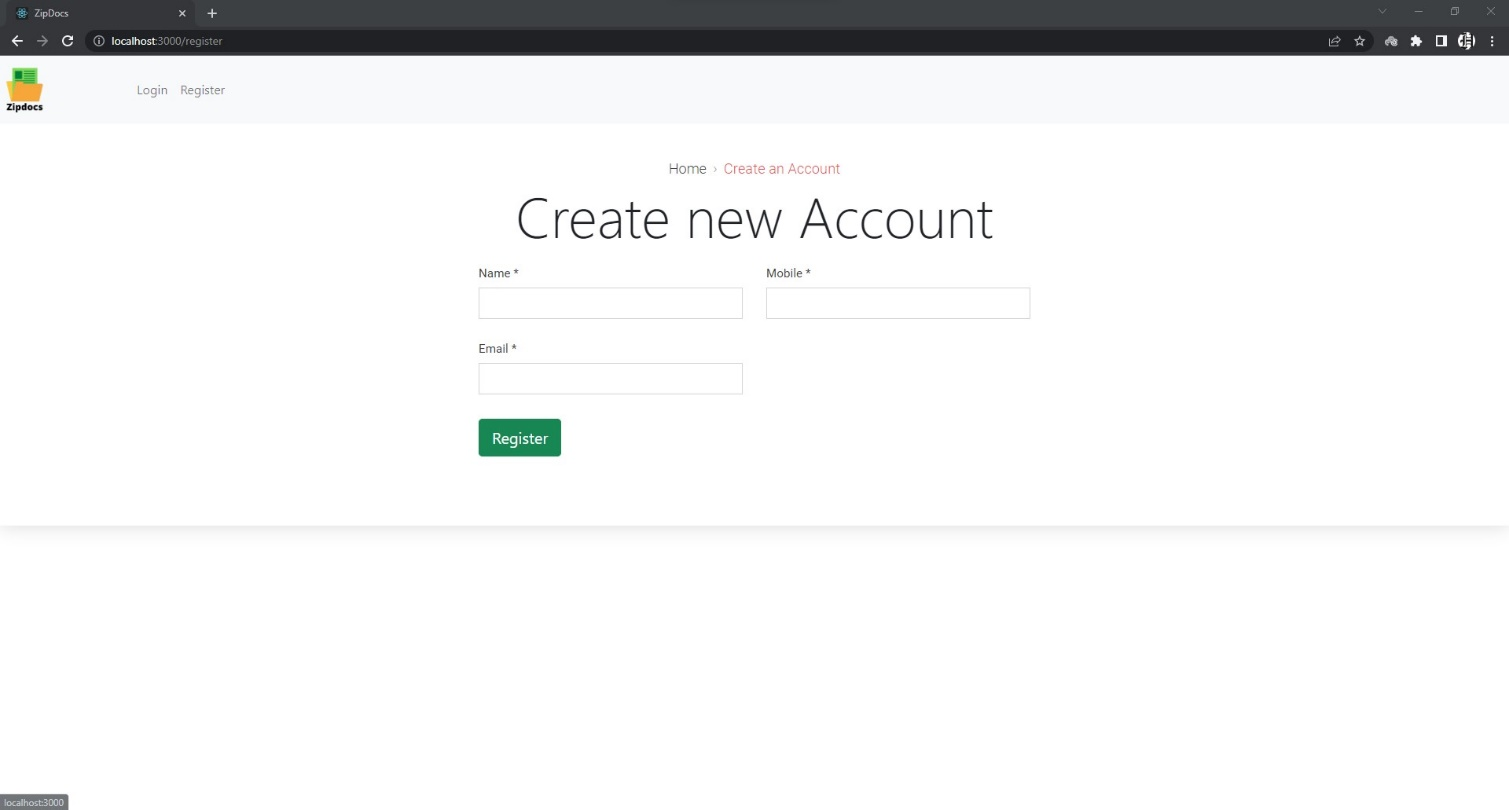 ZipDocs
localhost:3000/register
Zipdocs
Login Register
Home › Create an Account
Create new Account
Name * Mobile *
Email *
Register
localhost:3000